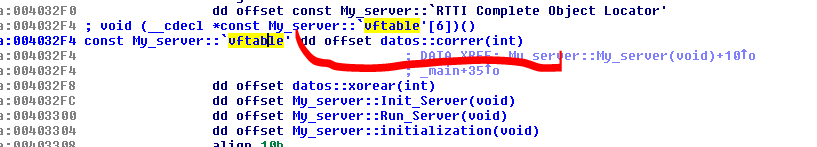 a:004032F0 dd offset const My_server::`RTTI Complete Object Locator'
a:004032F4 ; void (__cdecl *const My_server::`vftable'[6])()
a:004032F4 const My_server::`vftable' dd offset datos::correr(int)
a:004032F4 ; DATA XREF: My_server::My_server(void)+10↑o
a:004032F4 ; _main+35↑o
a:004032F8 dd offset datos::xorear(int)
a:004032FC dd offset My_server::Init_Server(void)
a:00403300 dd offset My_server::Run_Server(void)
a:00403304 dd offset My_server::initialization(void)
a:00403308 align 10h